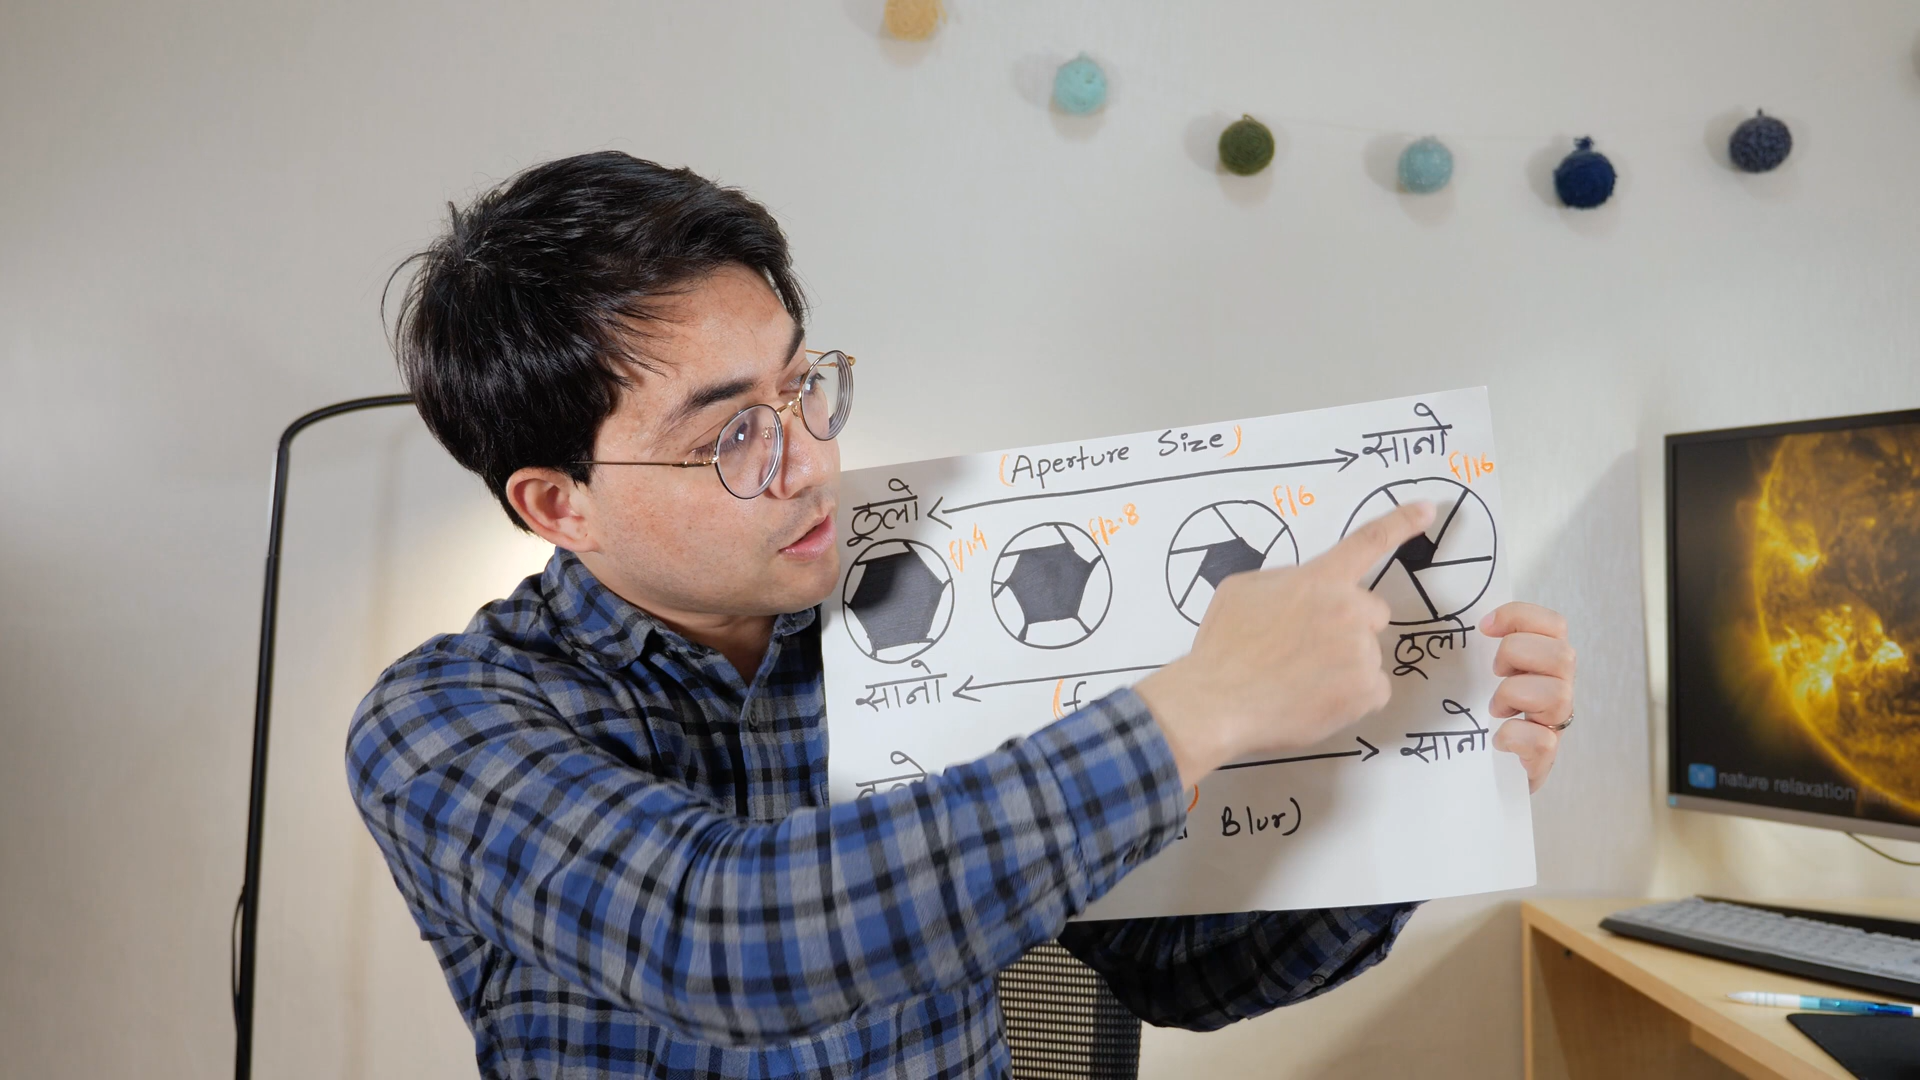 (Aperture Size)
ठूलो सानो
f/1.4 f/2.8 f/6 f/16
सानो (f ठूलो
सानो
Blur)
nature relaxation